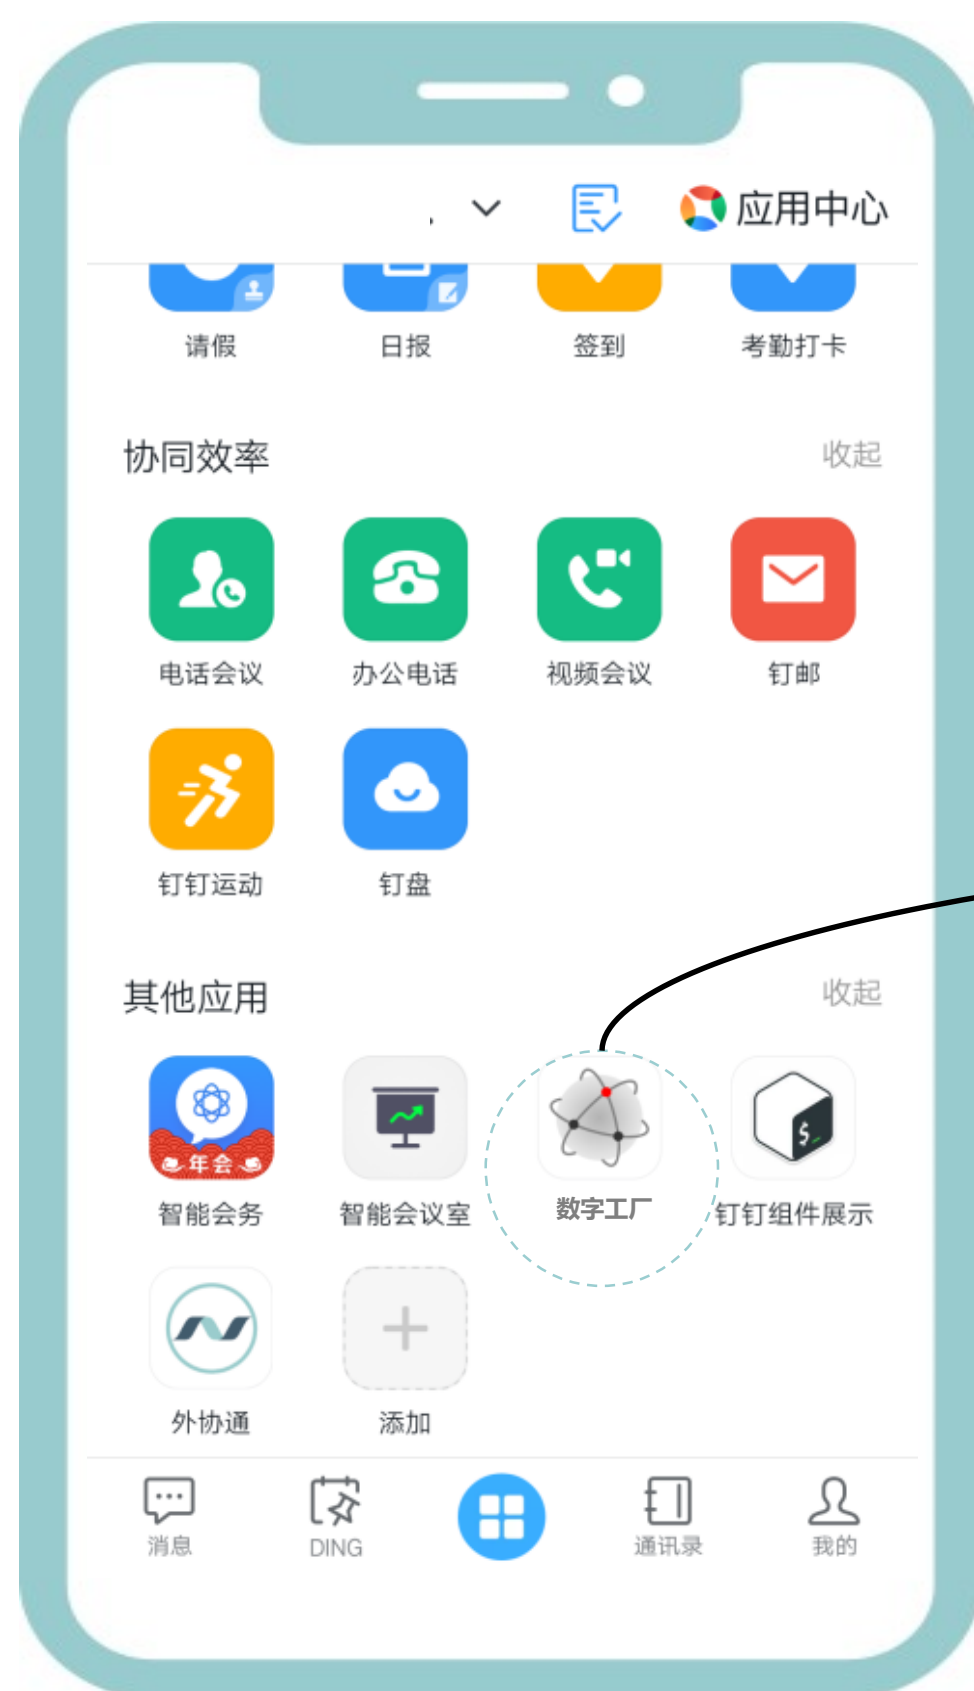 应用中心
请假 日报 签到 考勤打卡
协同效率 收起
电话会议 办公电话 视频会议 钉邮
钉钉运动 钉盘
其他应用 收起
年会
$_
智能会务 智能会议室 数字工厂 钉钉组件展示
外协通 添加
消息 DING 通讯录 我的